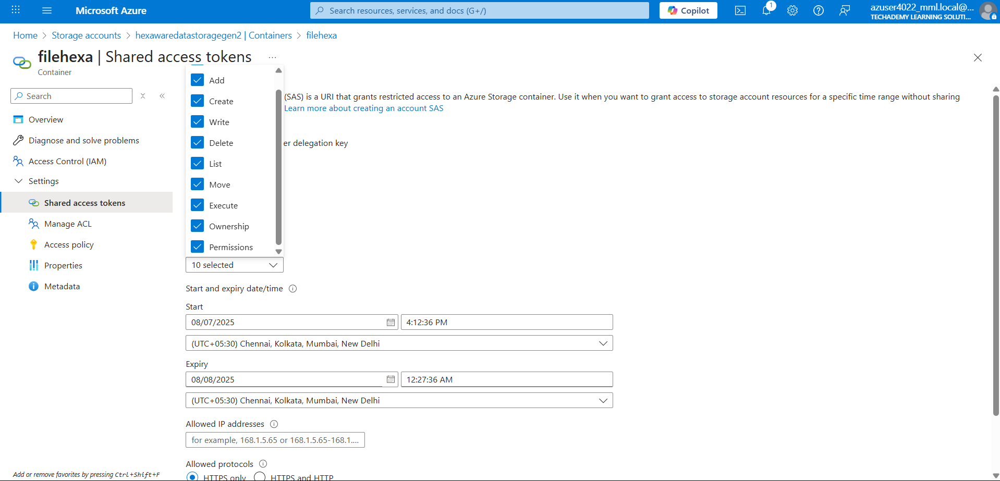 Microsoft Azure
Search resources, services, and docs (G+/)
Copilot
1
azuser4022_mml.local@...
TECHADEMY LEARNING SOLUTI...
Home > Storage accounts > hexawaredatastoragegen2 | Containers > filehexa
filehexa | Shared access tokens ...
Container
Search
Overview
Diagnose and solve problems
Access Control (IAM)
Settings
Shared access tokens
Manage ACL
Access policy
Properties
Metadata
Add or remove favorites by pressing Ctrl+Shift+F
(SAS) is a URI that grants restricted access to an Azure Storage container. Use it when you want to grant access to storage account resources for a specific time range without sharing
Learn more about creating an account SAS
er delegation key
Add
Create
Write
Delete
List
Move
Execute
Ownership
Permissions
10 selected
Start and expiry date/time
Start
08/07/2025
4:12:36 PM
(UTC+05:30) Chennai, Kolkata, Mumbai, New Delhi
Expiry
08/08/2025
12:27:36 AM
(UTC+05:30) Chennai, Kolkata, Mumbai, New Delhi
Allowed IP addresses
for example, 168.1.5.65 or 168.1.5.65-168.1....
Allowed protocols
HTTPS only
HTTPS and HTTP